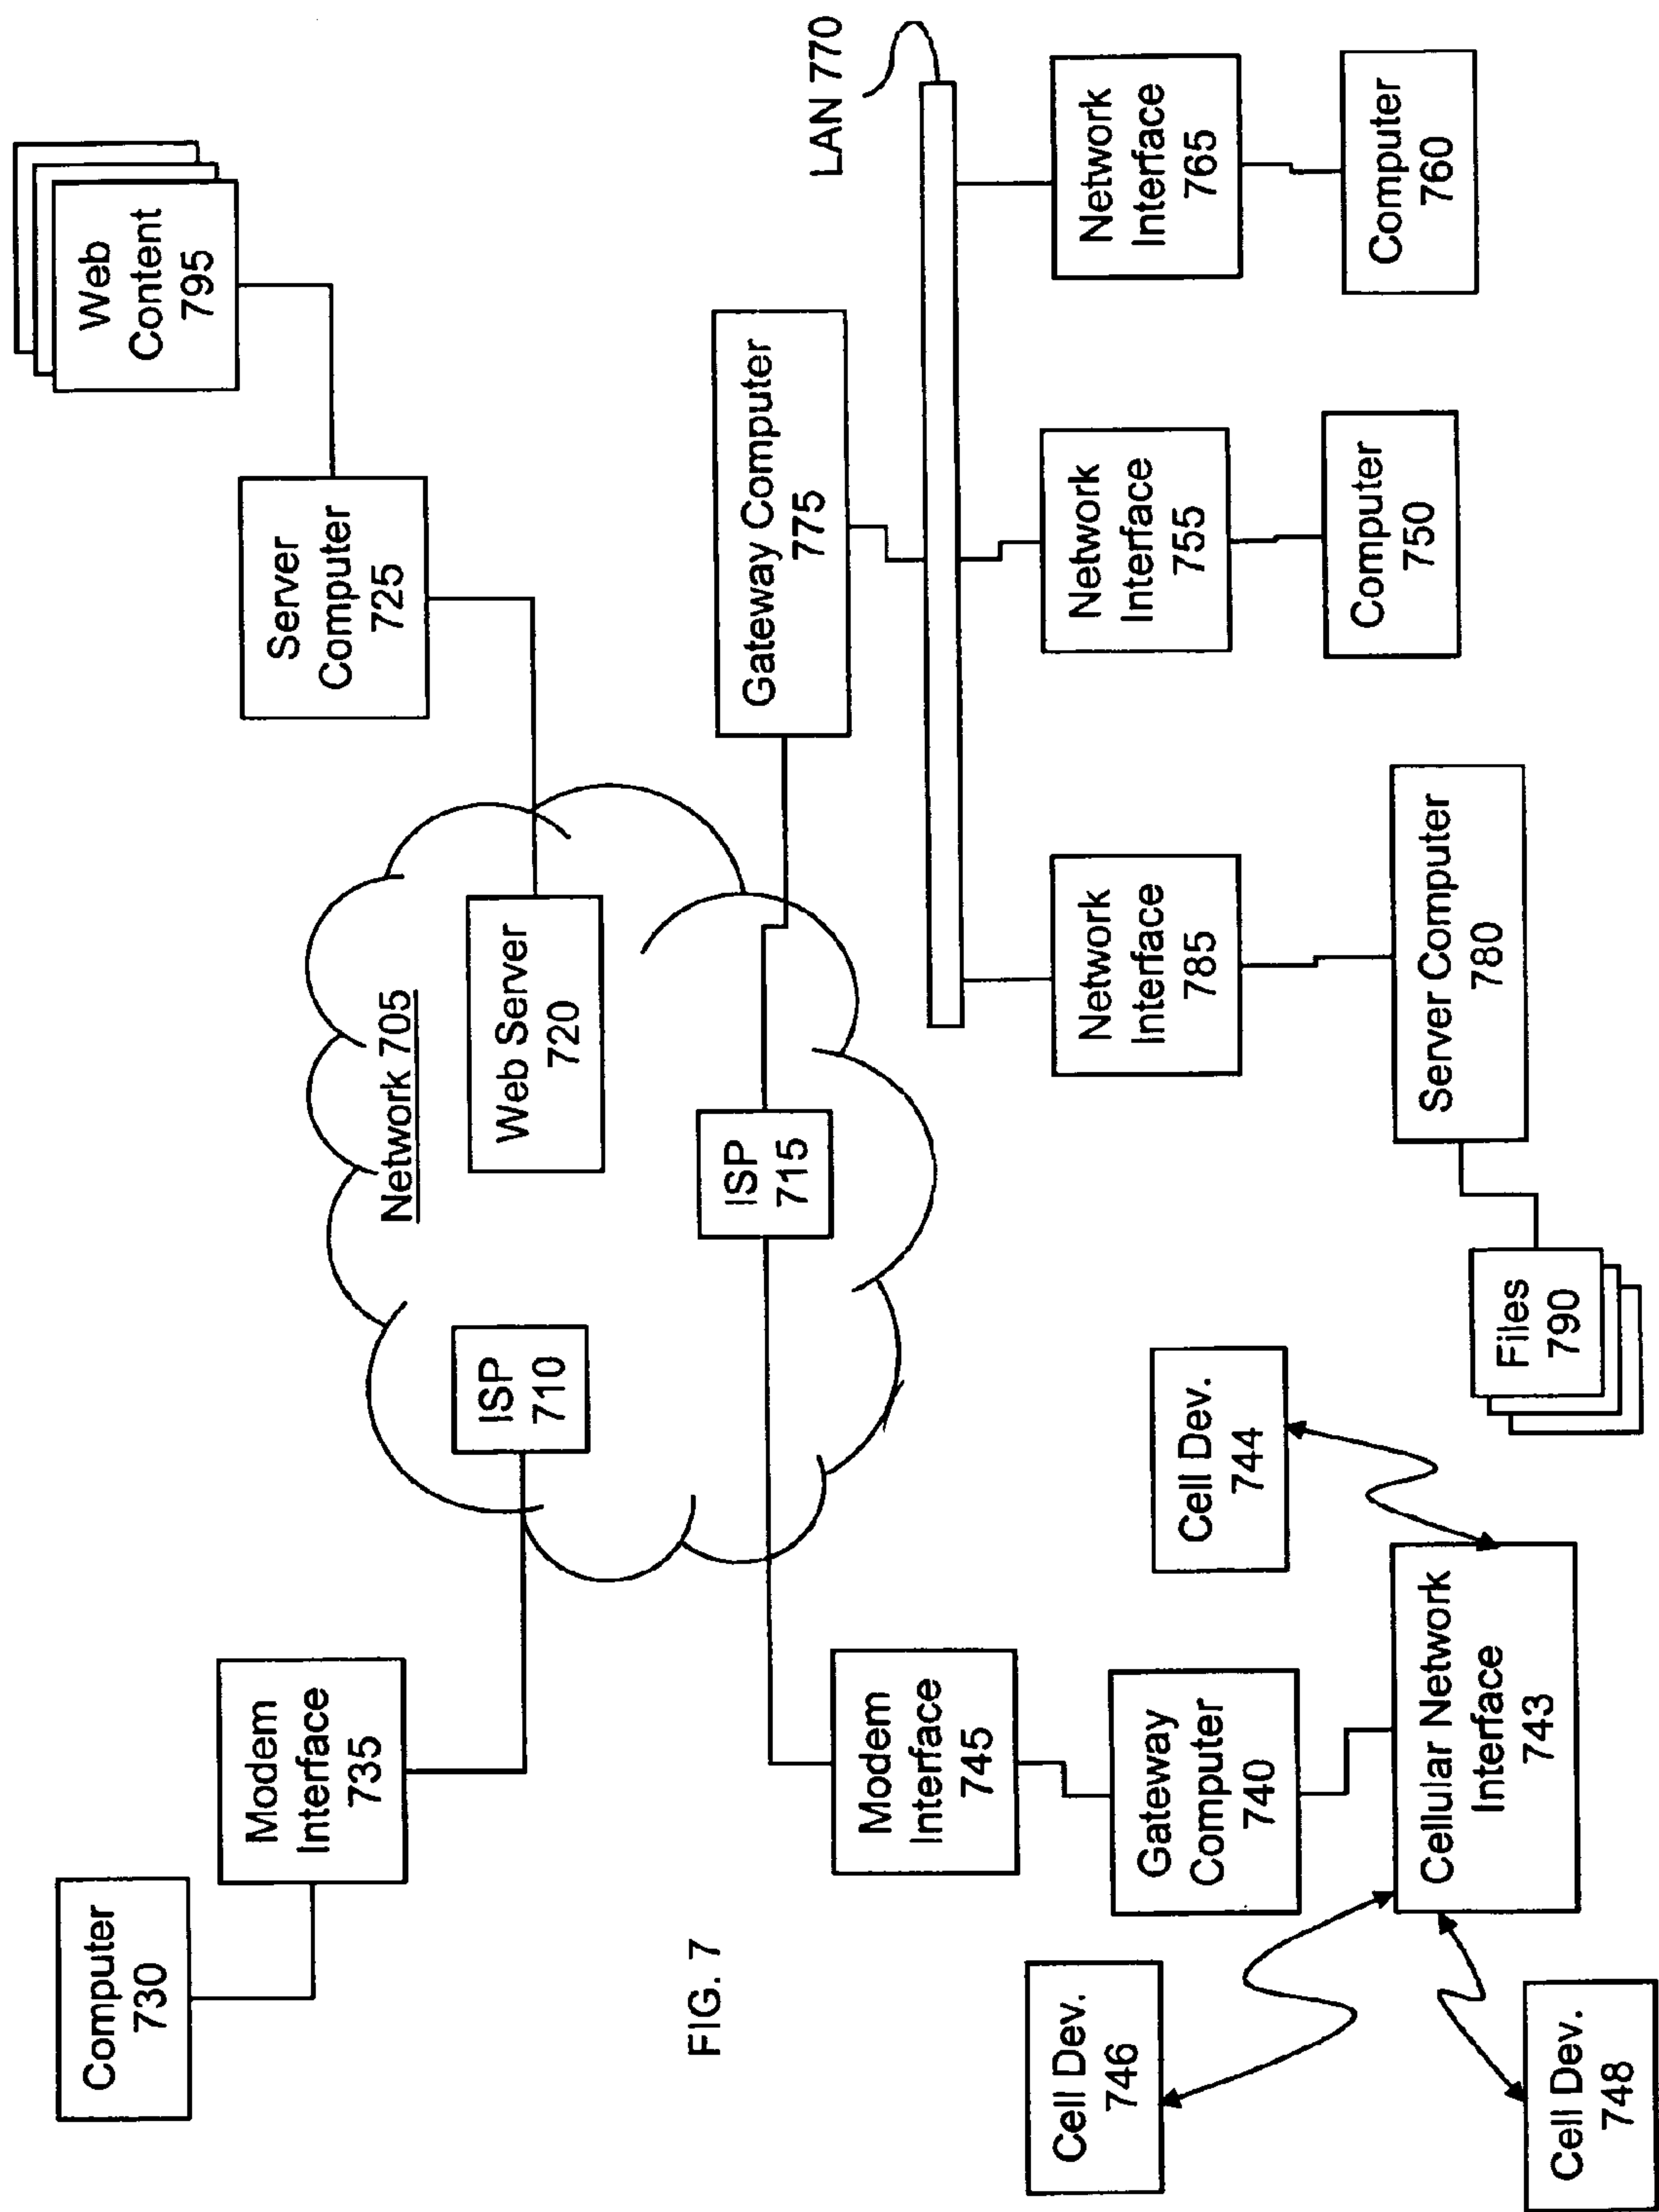 Computer
730
Modem
Interface
735
ISP
710
Network 705
Web Server
720
Server
Computer
725
Web
Content
795
FIG. 7
Modem
Interface
745
ISP
715
Gateway Computer
775
LAN 770
Cell Dev.
746
Gateway
Computer
740
Cell Dev.
744
Network
Interface
785
Network
Interface
755
Network
Interface
765
Cell Dev.
748
Cellular Network
Interface
743
Files
790
Server Computer
780
Computer
750
Computer
760